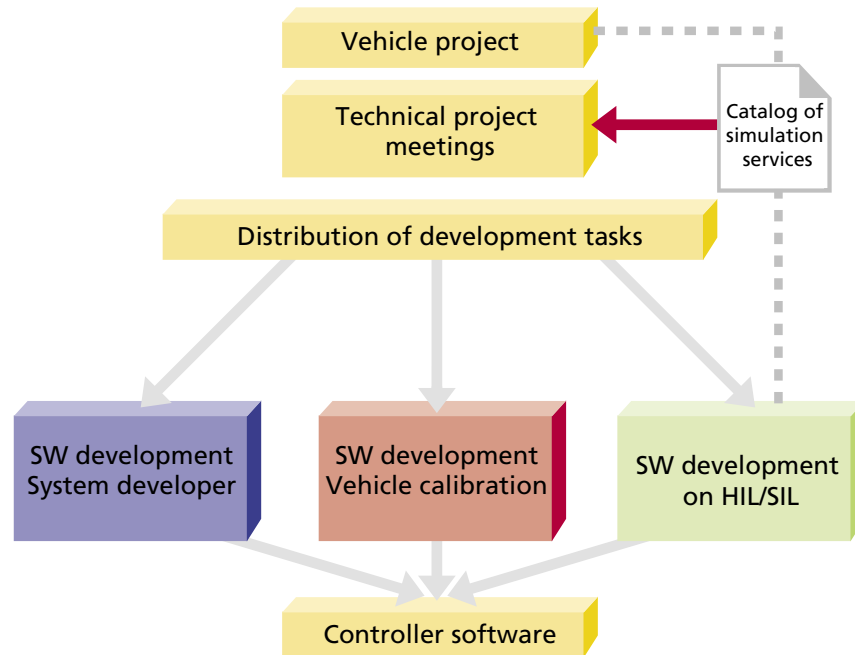 Vehicle project
Technical project
meetings
Catalog of
simulation
services
Distribution of development tasks
SW development
System developer
SW development
Vehicle calibration
SW development
on HIL/SIL
Controller software